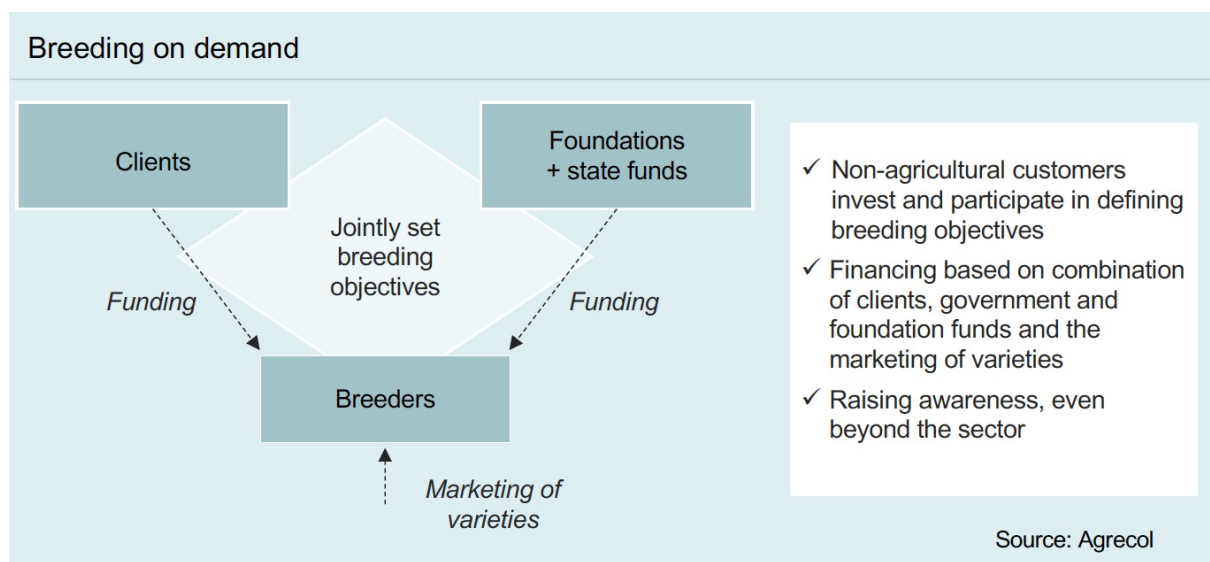 Breeding on demand
Clients
Foundations
+ state funds
Jointly set
breeding
objectives
Funding
Funding
Breeders
Marketing of
varieties
✓ Non-agricultural customers
invest and participate in defining
breeding objectives
✓ Financing based on combination
of clients, government and
foundation funds and the
marketing of varieties
✓ Raising awareness, even
beyond the sector
Source: Agrecol